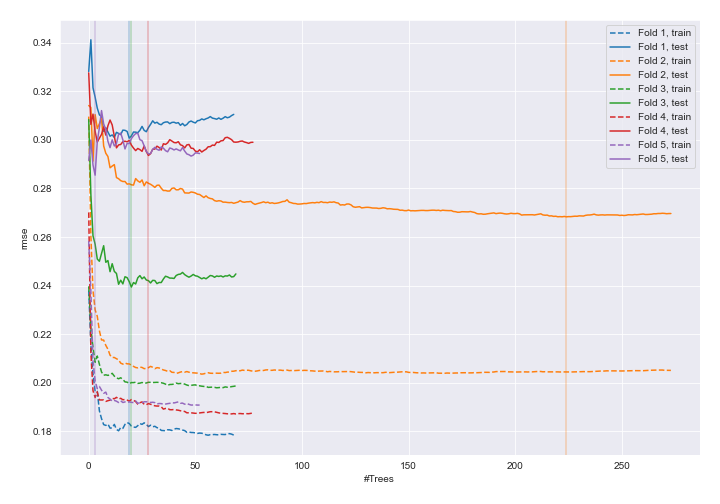 0.34
0.32
0.30
0.28
0.26
0.24
0.22
0.20
0.18
rmse
0
50
100
150
200
250
#Trees
Fold 1, train
Fold 1, test
Fold 2, train
Fold 2, test
Fold 3, train
Fold 3, test
Fold 4, train
Fold 4, test
Fold 5, train
Fold 5, test